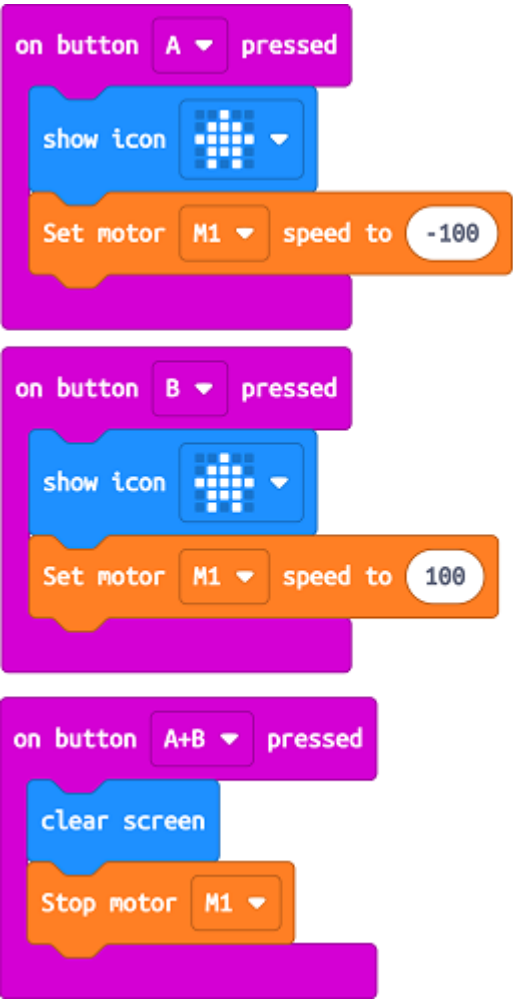 on button A pressed
show icon
Set motor M1 speed to -100
on button B pressed
show icon
Set motor M1 speed to 100
on button A+B pressed
clear screen
Stop motor M1